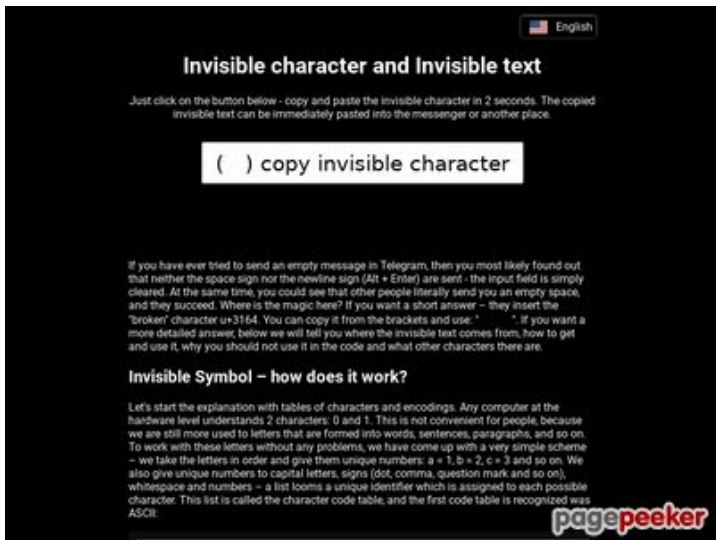 English
Invisible character and Invisible text
Just click on the button below - copy and paste the invisible character in 2 seconds. The copied
invisible text can be immediately pasted into the messenger or another place.
( ) copy invisible character
If you have ever tried to send an empty message in Telegram, then you most likely found out
that neither the space sign nor the newline sign (Alt + Enter) are sent - the input field is simply
cleared. At the same time, you could see that other people literally send you an empty space,
and they succeed. Where is the magic here? If you want a short answer – they insert the
"broken" character u+3164. You can copy it from the brackets and use: " ". If you want a
more detailed answer, below we will tell you where the invisible text comes from, how to get
and use it, why you should not use it in the code and what other characters there are.
Invisible Symbol – how does it work?
Let's start the explanation with tables of characters and encodings. Any computer at the
hardware level understands 2 characters: 0 and 1. This is not convenient for people, because
we are still more used to letters that are formed into words, sentences, paragraphs, and so on.
To work with these letters without any problems, we have come up with a very simple scheme
– we take the letters in order and give them unique numbers: a = 1, b = 2, c = 3 and so on. We
also give unique numbers to capital letters, signs (dot, comma, question mark and so on),
whitespace and numbers – a list looms a unique identifier which is assigned to each possible
character. This list is called the character code table, and the first code table is recognized was
ASCII:
pagepeeker